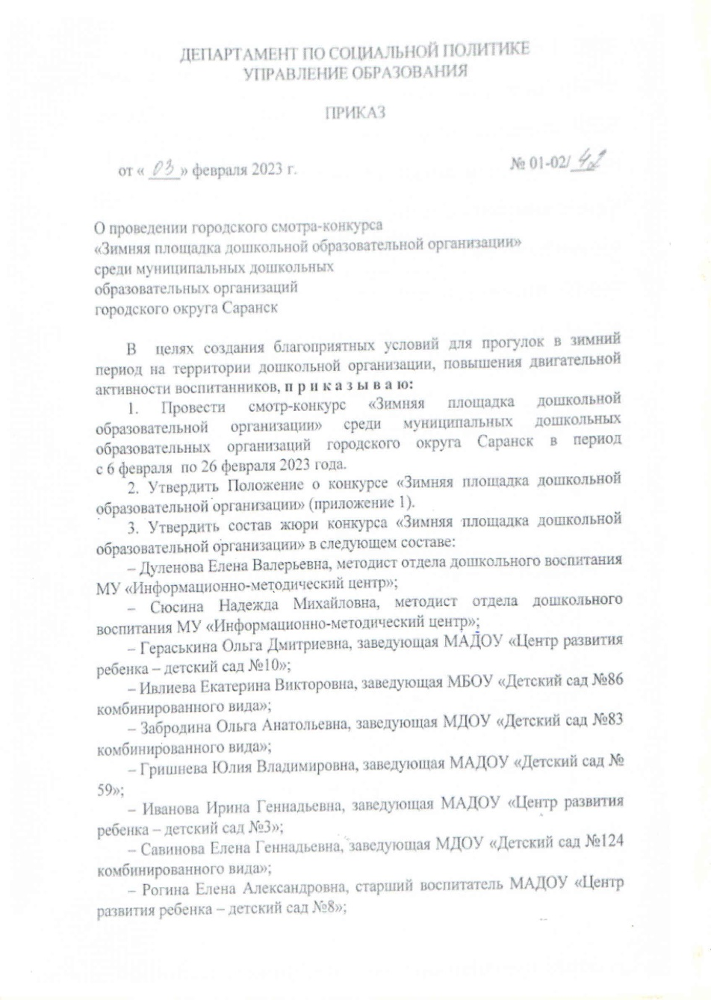 ДЕПАРТАМЕНТ ПО СОЦИАЛЬНОЙ ПОЛИТИКЕ
УПРАВЛЕНИЕ ОБРАЗОВАНИЯ
ПРИКАЗ
от « 03 » февраля 2023 г. № 01-02/ 42
О проведении городского смотра-конкурса
«Зимняя площадка дошкольной образовательной организации»
среди муниципальных дошкольных
образовательных организаций
городского округа Саранск
В целях создания благоприятных условий для прогулок в зимний
период на территории дошкольной организации, повышения двигательной
активности воспитанников, п р и к а з ы в а ю:
1. Провести смотр-конкурс «Зимняя площадка дошкольной
образовательной организации» среди муниципальных дошкольных
образовательных организаций городского округа Саранск в период
с 6 февраля по 26 февраля 2023 года.
2. Утвердить Положение о конкурсе «Зимняя площадка дошкольной
образовательной организации» (приложение 1).
3. Утвердить состав жюри конкурса «Зимняя площадка дошкольной
образовательной организации» в следующем составе:
– Дуленова Елена Валерьевна, методист отдела дошкольного воспитания
МУ «Информационно-методический центр»;
– Сюсина Надежда Михайловна, методист отдела дошкольного
воспитания МУ «Информационно-методический центр»;
– Гераськина Ольга Дмитриевна, заведующая МАДОУ «Центр развития
ребенка – детский сад №10»;
– Ивлиева Екатерина Викторовна, заведующая МБОУ «Детский сад №86
комбинированного вида»;
– Забродина Ольга Анатольевна, заведующая МДОУ «Детский сад №83
комбинированного вида»;
– Гришнева Юлия Владимировна, заведующая МАДОУ «Детский сад №
59»;
– Иванова Ирина Геннадьевна, заведующая МАДОУ «Центр развития
ребенка – детский сад №3»;
– Савинова Елена Геннадьевна, заведующая МДОУ «Детский сад №124
комбинированного вида»;
– Рогина Елена Александровна, старший воспитатель МАДОУ «Центр
развития ребенка – детский сад №8»;